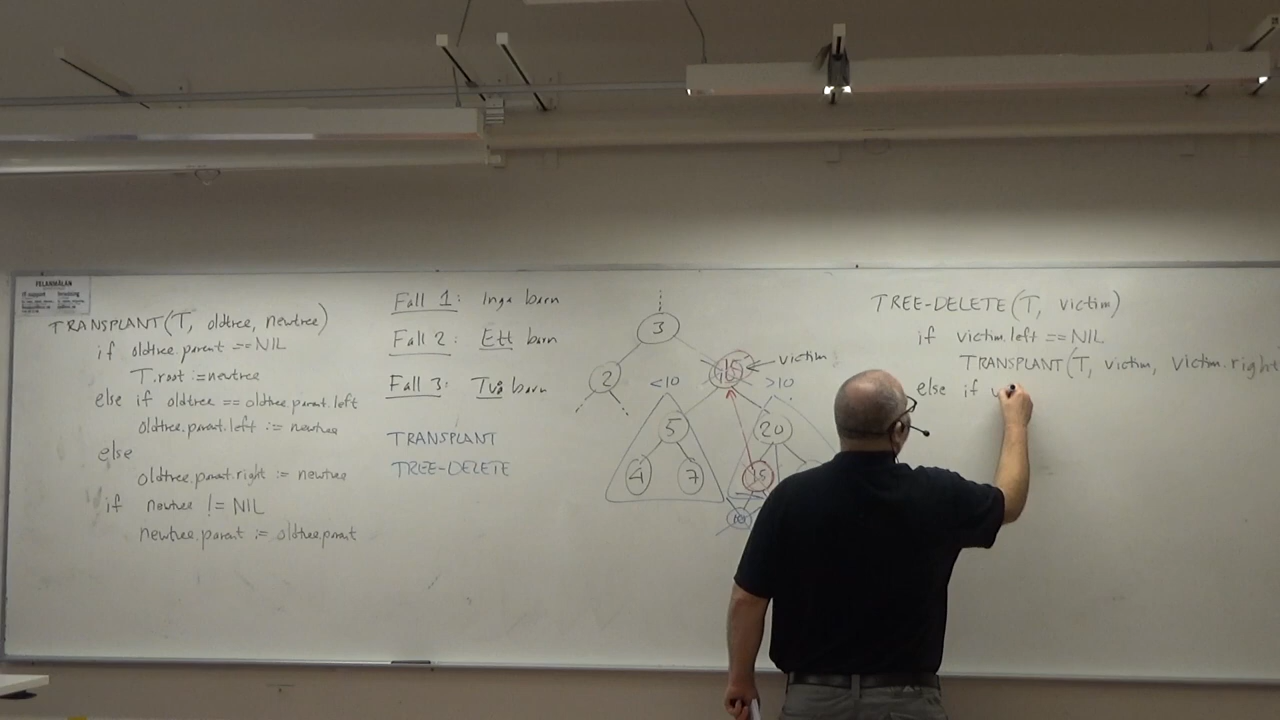 FELANMÄLAN
TRANSPLANT(T, oldtree, newtree)
if oldtree.parent == NIL
T.root := newtree
else if oldtree == oldtree.parent.left
oldtree.parent.left := newtree
else
oldtree.parent.right := newtree
if newtree != NIL
newtree.parent := oldtree.parent
Fall 1: Inga barn
Fall 2: Ett barn
Fall 3: Två barn
TRANSPLANT
TREE-DELETE
3
2
<10
15
victim
>10
5
20
4
7
15
TREE-DELETE(T, victim)
if victim.left == NIL
TRANSPLANT(T, victim, victim.right
else if v